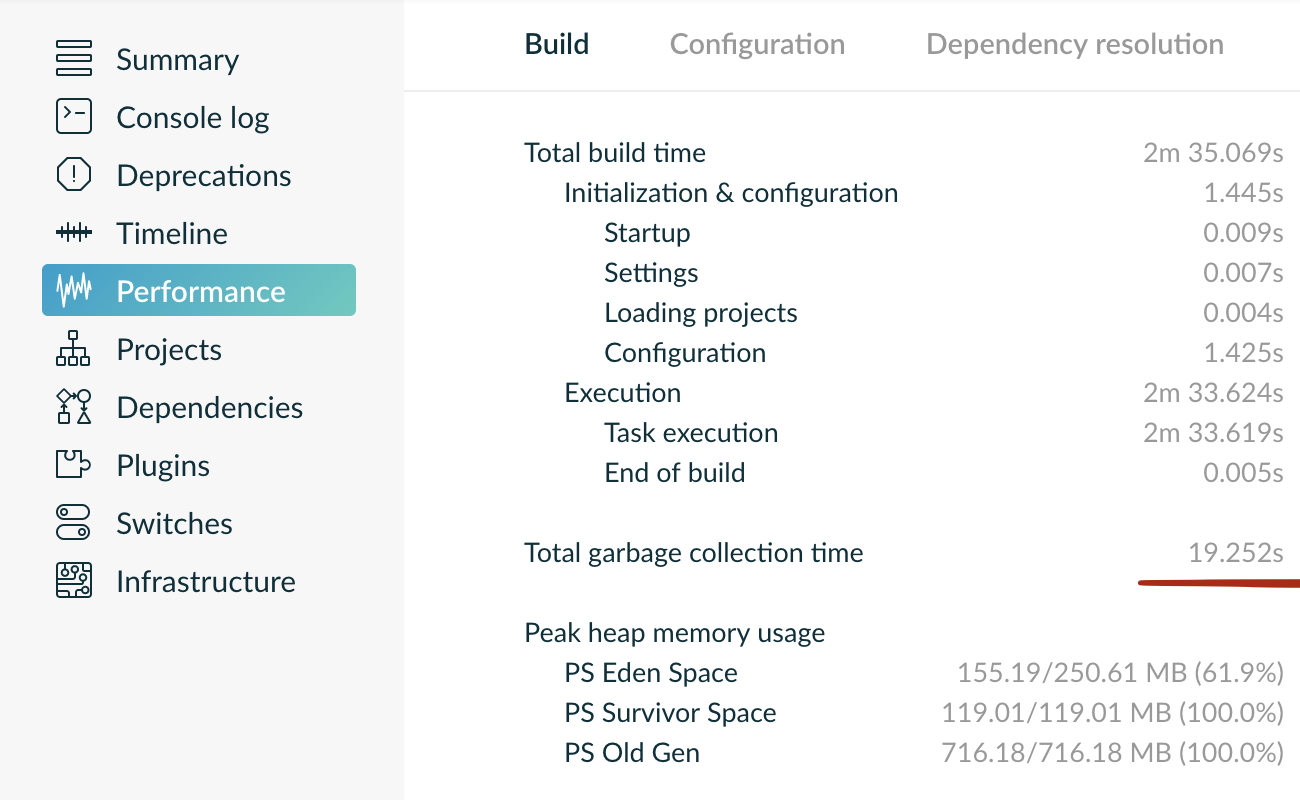 Summary
Console log
Deprecations
Timeline
Performance
Projects
Dependencies
Plugins
Switches
Infrastructure
Build Configuration Dependency resolution
Total build time 2m 35.069s
Initialization & configuration 1.445s
Startup 0.009s
Settings 0.007s
Loading projects 0.004s
Configuration 1.425s
Execution 2m 33.624s
Task execution 2m 33.619s
End of build 0.005s
Total garbage collection time 19.252s
Peak heap memory usage
PS Eden Space 155.19/250.61 MB (61.9%)
PS Survivor Space 119.01/119.01 MB (100.0%)
PS Old Gen 716.18/716.18 MB (100.0%)